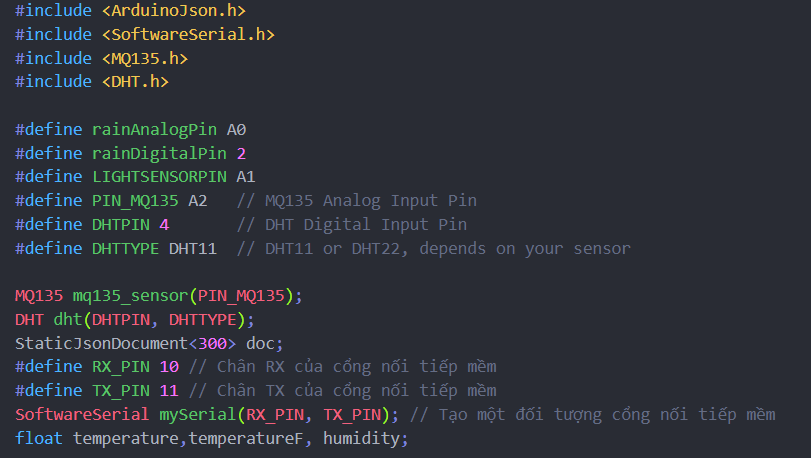 #include <ArduinoJson.h>
#include <SoftwareSerial.h>
#include <MQ135.h>
#include <DHT.h>
#define rainAnalogPin A0
#define rainDigitalPin 2
#define LIGHTSENSORPIN A1
#define PIN_MQ135 A2   // MQ135 Analog Input Pin
#define DHTPIN 4       // DHT Digital Input Pin
#define DHTTYPE DHT11  // DHT11 or DHT22, depends on your sensor
MQ135 mq135_sensor(PIN_MQ135);
DHT dht(DHTPIN, DHTTYPE);
StaticJsonDocument<300> doc;
#define RX_PIN 10 // Chân RX của cổng nối tiếp mềm
#define TX_PIN 11 // Chân TX của cổng nối tiếp mềm
SoftwareSerial mySerial(RX_PIN, TX_PIN); // Tạo một đối tượng cổng nối tiếp mềm
float temperature,temperatureF, humidity;